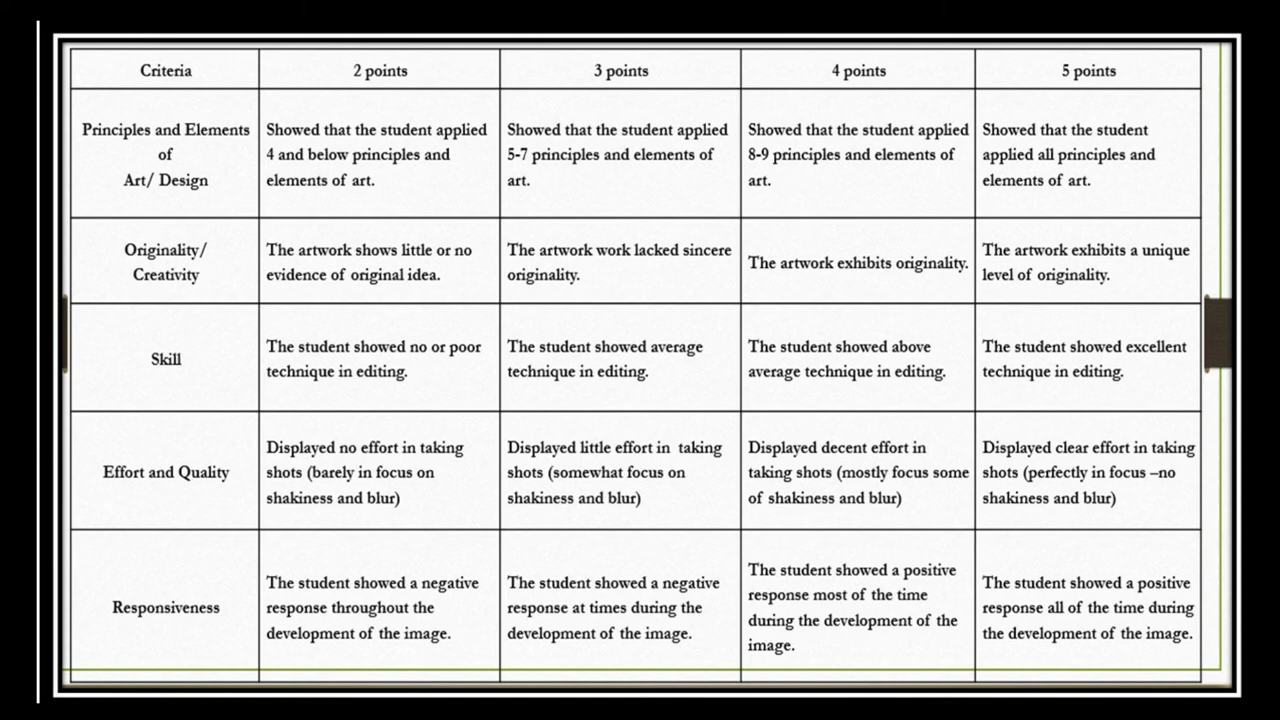 Criteria
2 points
3 points
4 points
5 points
Principles and Elements
of
Art/ Design
Showed that the student applied
4 and below principles and
elements of art.
Showed that the student applied
5-7 principles and elements of
art.
Showed that the student applied
8-9 principles and elements of
art.
Showed that the student
applied all principles and
elements of art.
Originality/
Creativity
The artwork shows little or no
evidence of original idea.
The artwork work lacked sincere
originality.
The artwork exhibits originality.
The artwork exhibits a unique
level of originality.
Skill
The student showed no or poor
technique in editing.
The student showed average
technique in editing.
The student showed above
average technique in editing.
The student showed excellent
technique in editing.
Effort and Quality
Displayed no effort in taking
shots (barely in focus on
shakiness and blur)
Displayed little effort in  taking
shots (somewhat focus on
shakiness and blur)
Displayed decent effort in
taking shots (mostly focus some
of shakiness and blur)
Displayed clear effort in taking
shots (perfectly in focus –no
shakiness and blur)
Responsiveness
The student showed a negative
response throughout the
development of the image.
The student showed a negative
response at times during the
development of the image.
The student showed a positive
response most of the time
during the development of the
image.
The student showed a positive
response all of the time during
the development of the image.